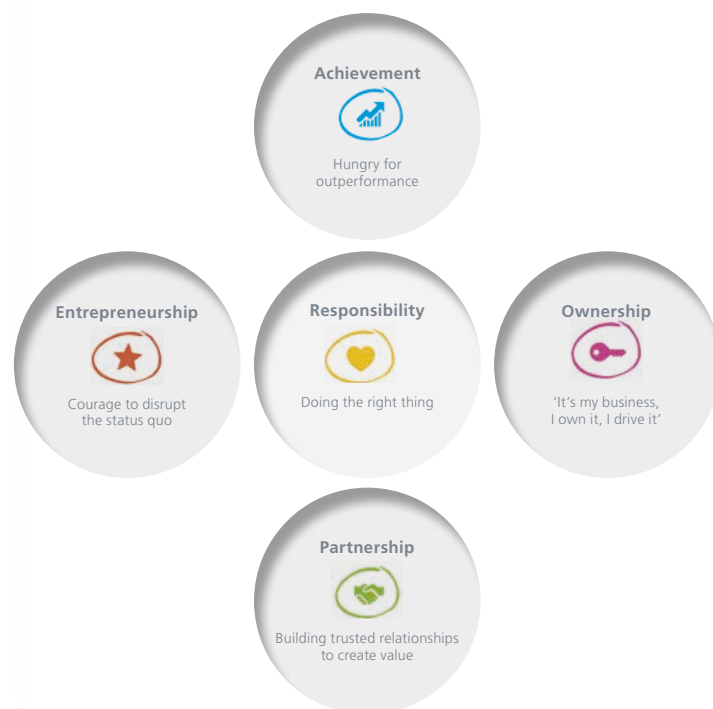 Achievement
Hungry for
outperformance
Entrepreneurship
Courage to disrupt
the status quo
Responsibility
Doing the right thing
Ownership
‘It’s my business,
I own it, I drive it’
Partnership
Building trusted relationships
to create value